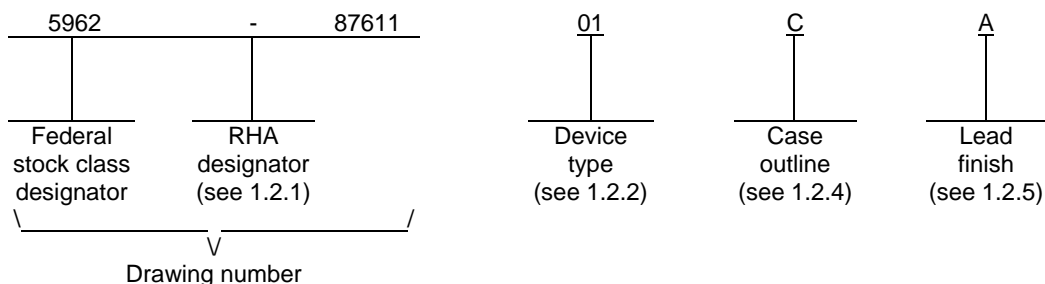 5962 - 87611 01 C A
Federal stock class designator
RHA designator (see 1.2.1)
Device type (see 1.2.2)
Case outline (see 1.2.4)
Lead finish (see 1.2.5)
\ /
\/
Drawing number